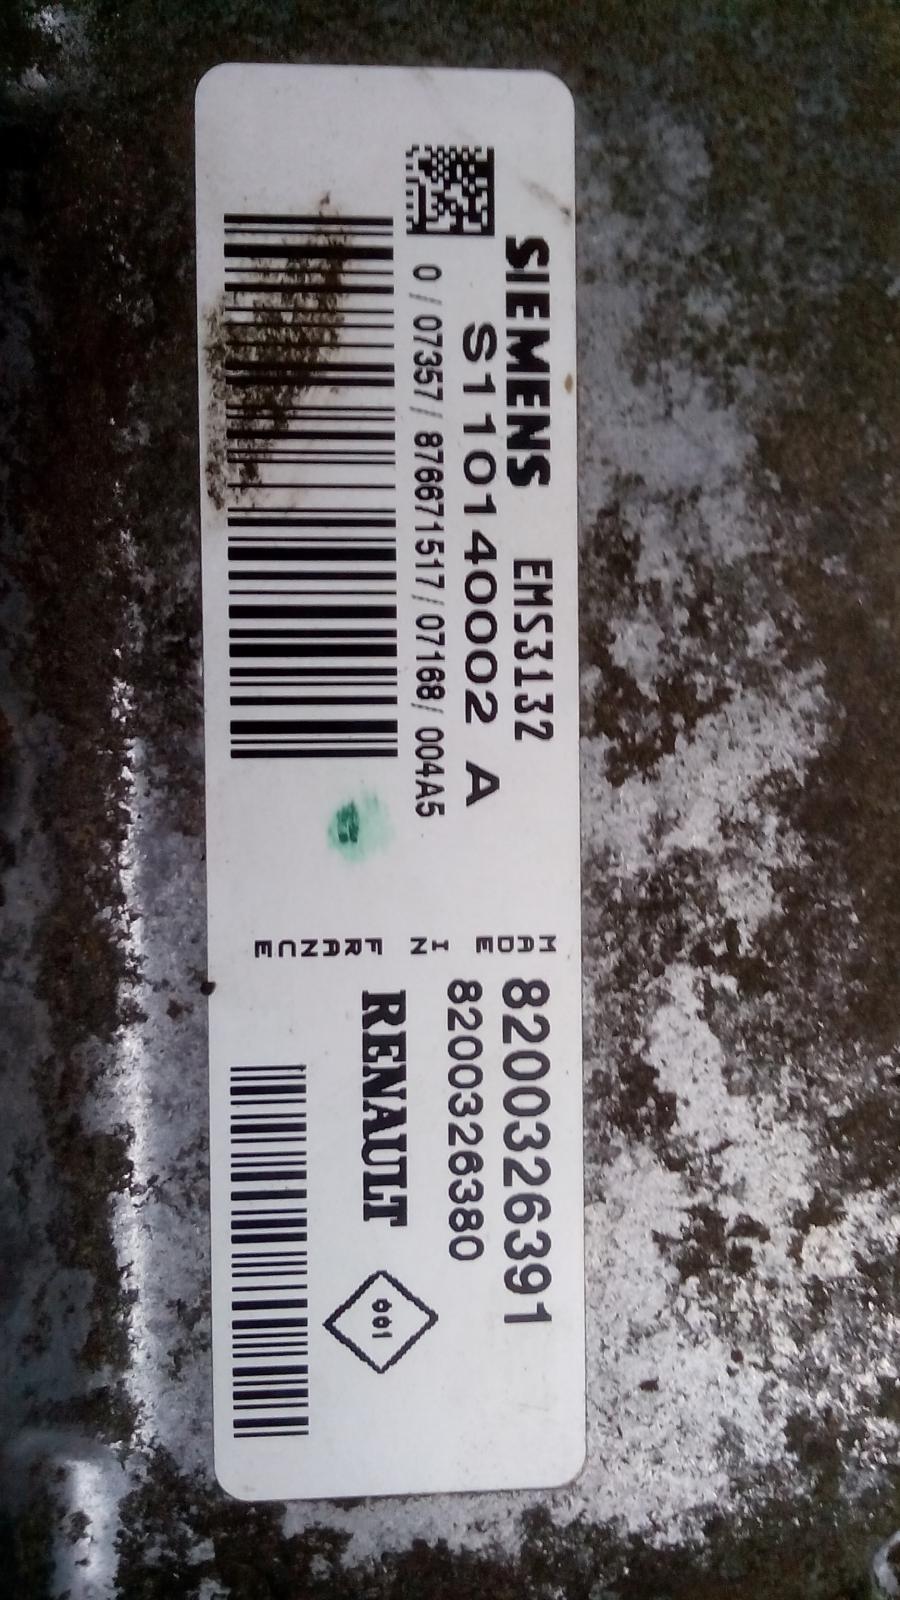 SIEMENS EMS3132
S110140002 A
0 / 07357 / 876671517 / 07168 / 004A5
MADE IN FRANCE
8200326391
8200326380
RENAULT
001